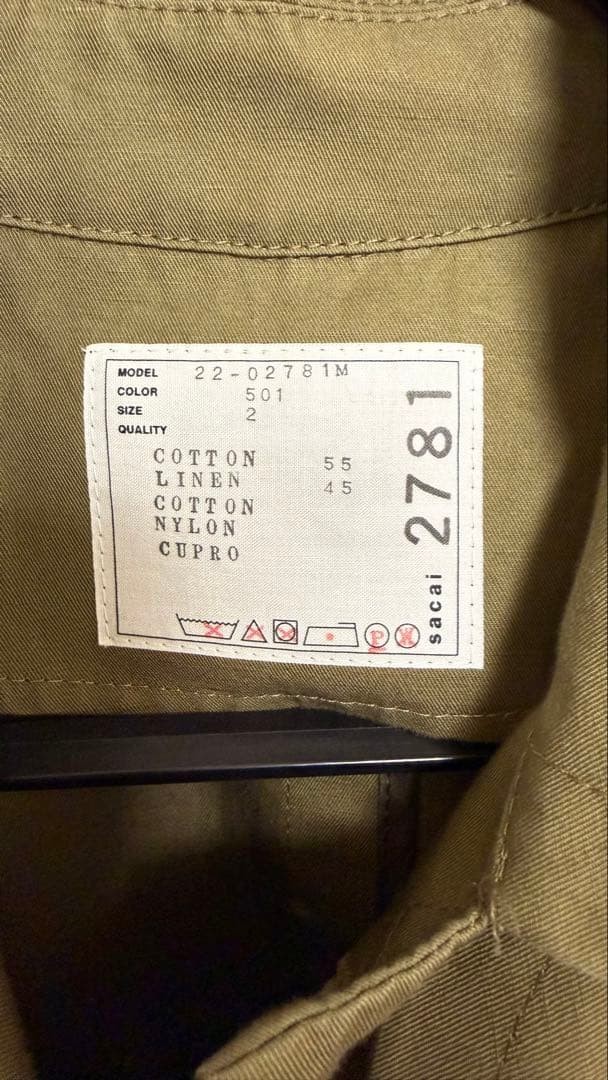 MODEL 22-02781M
COLOR 501
SIZE 2
QUALITY
COTTON 55
LINEN 45
COTTON
NYLON
CUPRO
P
W
sacai 2781